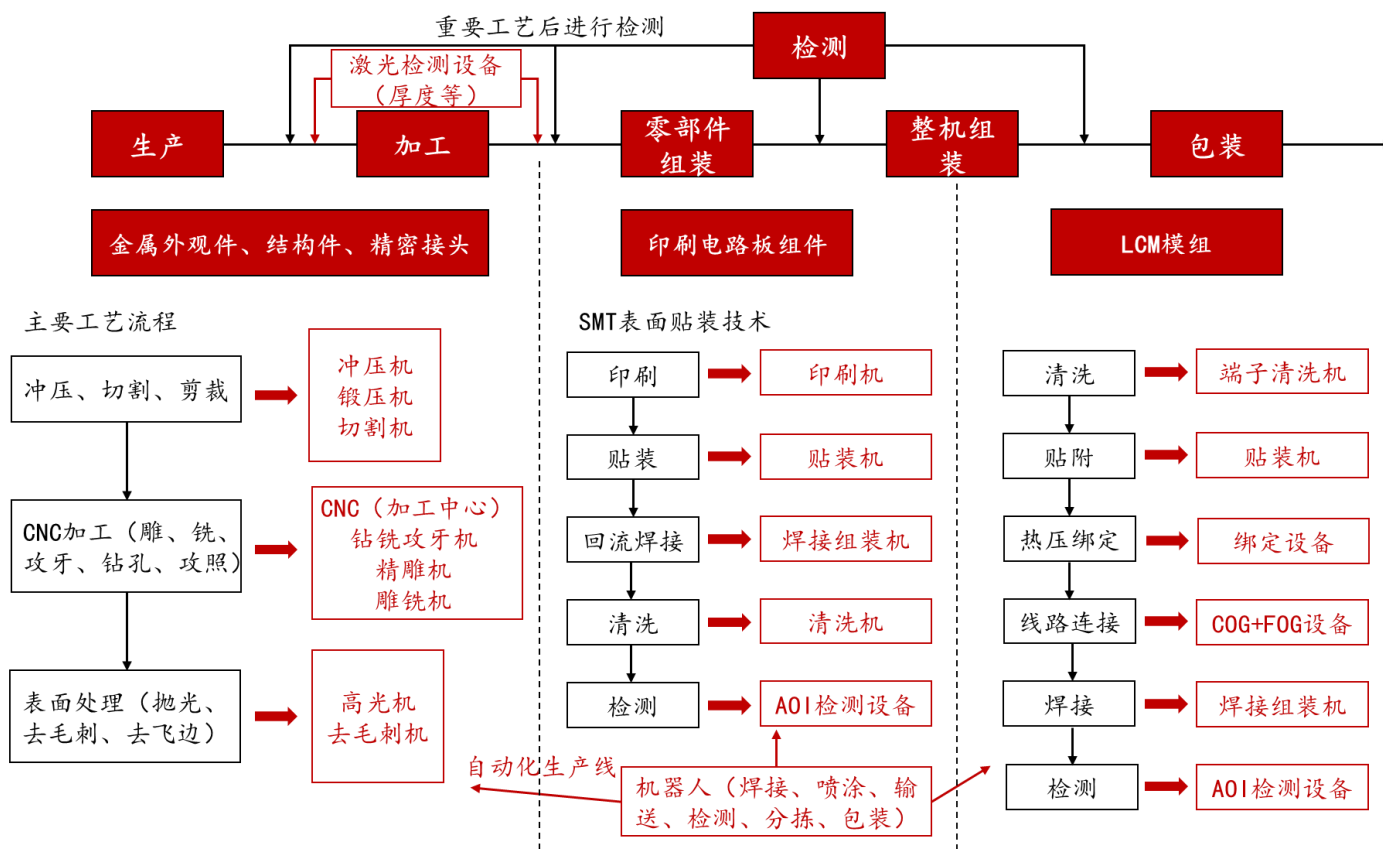 重要工艺后进行检测
检测
激光检测设备
（厚度等）
生产
加工
零部件
组装
整机组
装
包装
金属外观件、结构件、精密接头
印刷电路板组件
LCM模组
主要工艺流程
冲压、切割、剪裁
冲压机
锻压机
切割机
CNC加工（雕、铣、
攻牙、钻孔、攻照）
CNC（加工中心）
钻铣攻牙机
精雕机
雕铣机
表面处理（抛光、
去毛刺、去飞边）
高光机
去毛刺机
SMT表面贴装技术
印刷
印刷机
贴装
贴装机
回流焊接
焊接组装机
清洗
清洗机
检测
AOI检测设备
自动化生产线
机器人（焊接、喷涂、输
送、检测、分拣、包装）
清洗
端子清洗机
贴附
贴装机
热压绑定
绑定设备
线路连接
COG+FOG设备
焊接
焊接组装机
检测
AOI检测设备